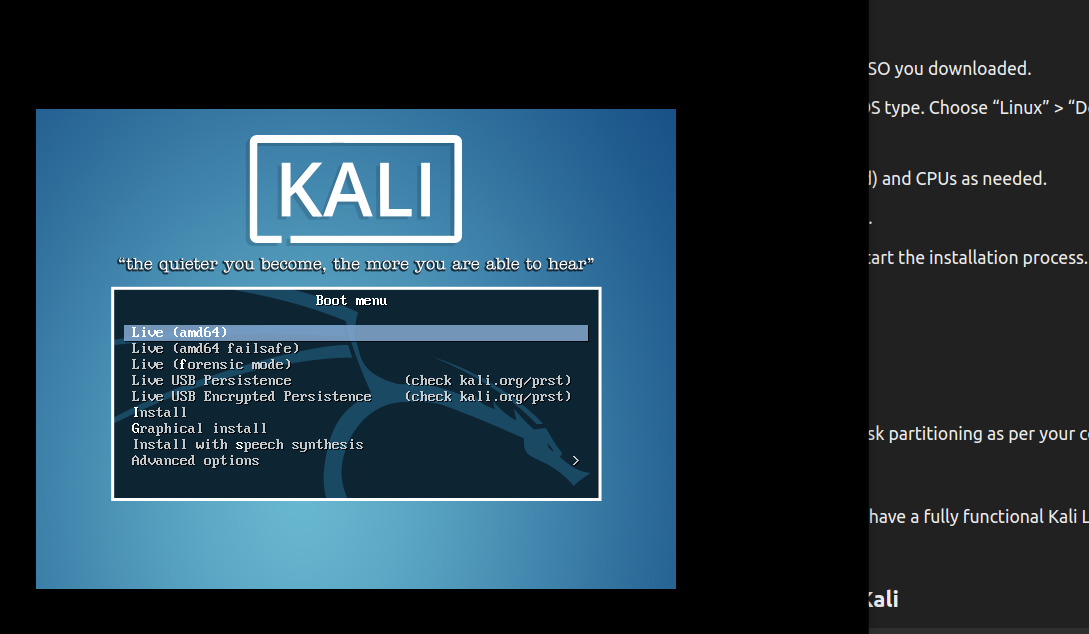 KALI
“the quieter you become, the more you are able to hear”
Boot menu
Live (amd64)
Live (amd64 failsafe)
Live (forensic mode)
Live USB Persistence (check kali.org/prst)
Live USB Encrypted Persistence (check kali.org/prst)
Install
Graphical install
Install with speech synthesis
Advanced options >
SO you downloaded.
OS type. Choose “Linux” > “De
d) and CPUs as needed.
.
tart the installation process.
sk partitioning as per your c
have a fully functional Kali L
Kali